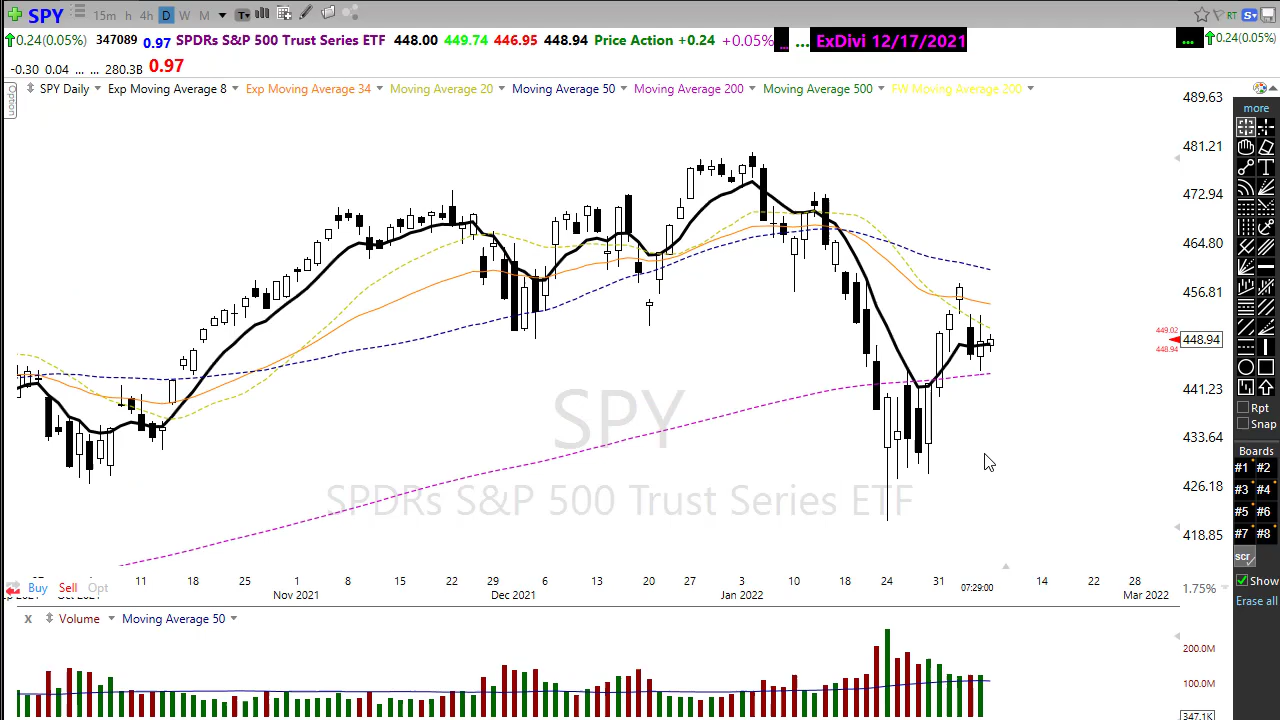 SPY 15m h 4h D W M T
RT S
0.24(0.05%) 347089 0.97 SPDRs S&P 500 Trust Series ETF 448.00 449.74 446.95 448.94 Price Action +0.24 +0.05% ... ... ExDivi 12/17/2021 ... 0.24(0.05%)
-0.30 0.04 ... ... 280.3B 0.97
Option
SPY Daily Exp Moving Average 8 Exp Moving Average 34 Moving Average 20 Moving Average 50 Moving Average 200 Moving Average 500 FW Moving Average 200
489.63
481.21
472.94
464.80
456.81
449.02
448.94
448.94
441.23
433.64
426.18
418.85
SPY
SPDRs S&P 500 Trust Series ETF
more
T
Rpt
Snap
Boards
#1 #2
#3 #4
#5 #6
#7 #8
scr
Show
Erase all
11 18 25 1 8 15 22 29 6 13 20 27 10 18 24 31 07:29:00 14 22 28
Buy Sell Opt
Nov 2021 Dec 2021 Jan 2022 Mar 2022
1.75%
X Volume Moving Average 50
200.0M
100.0M
347.1K